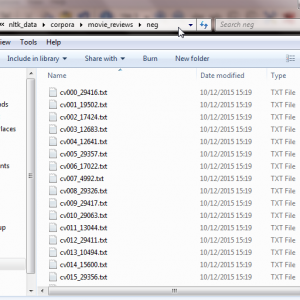 nltk_data ▸ corpora ▸ movie_reviews ▸ neg
Search neg
View Tools Help
Include in library Share with Burn New folder
Name Date modified Type
cv000_29416.txt 10/12/2015 15:19 TXT File
cv001_19502.txt 10/12/2015 15:19 TXT File
cv002_17424.txt 10/12/2015 15:19 TXT File
cv003_12683.txt 10/12/2015 15:19 TXT File
cv004_12641.txt 10/12/2015 15:19 TXT File
cv005_29357.txt 10/12/2015 15:19 TXT File
cv006_17022.txt 10/12/2015 15:19 TXT File
cv007_4992.txt 10/12/2015 15:19 TXT File
cv008_29326.txt 10/12/2015 15:19 TXT File
cv009_29417.txt 10/12/2015 15:19 TXT File
cv010_29063.txt 10/12/2015 15:19 TXT File
cv011_13044.txt 10/12/2015 15:19 TXT File
cv012_29411.txt 10/12/2015 15:19 TXT File
cv013_10494.txt 10/12/2015 15:19 TXT File
cv014_15600.txt 10/12/2015 15:19 TXT File
cv015_29356.txt 10/12/2015 15:19 TXT File